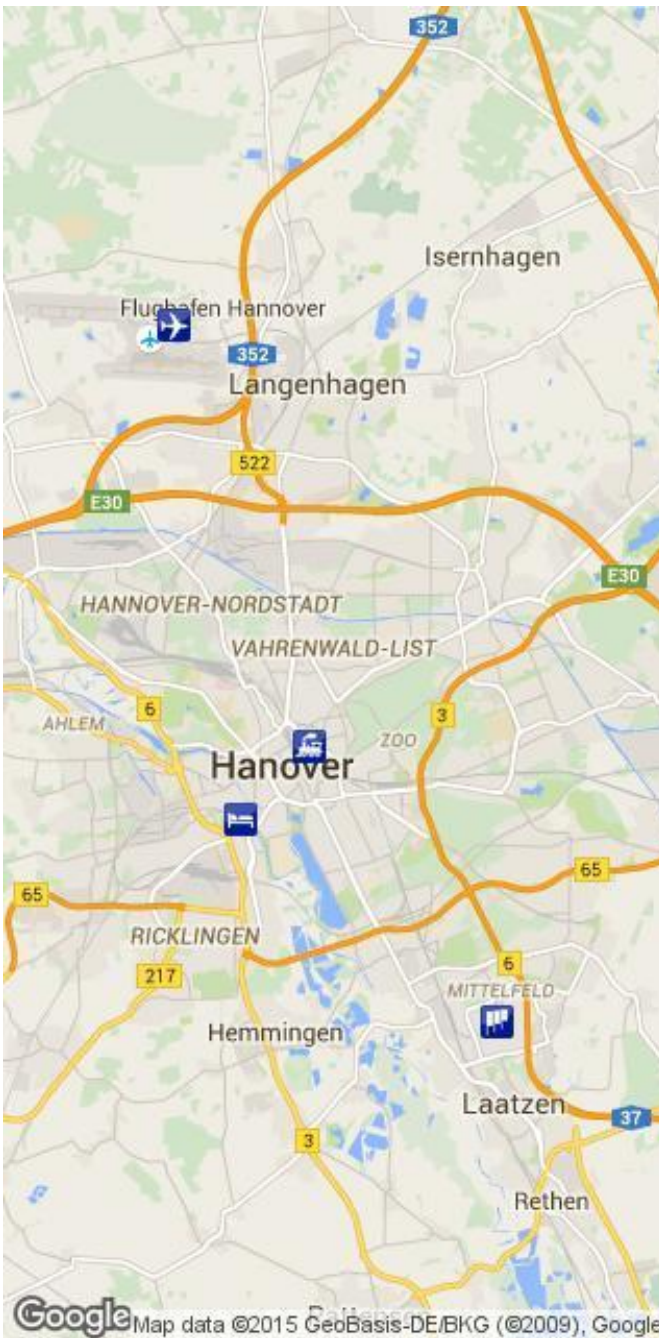 352
Isernhagen
Flughafen Hannover
352
Langenhagen
522
E30
E30
HANNOVER-NORDSTADT
VAHRENWALD-LIST
6
3
AHLEM
ZOO
Hanover
65
65
RICKLINGEN
6
217
MITTELFELD
Hemmingen
Laatzen
37
3
Rethen
Google Map data ©2015 GeoBasis-DE/BKG (©2009), Google